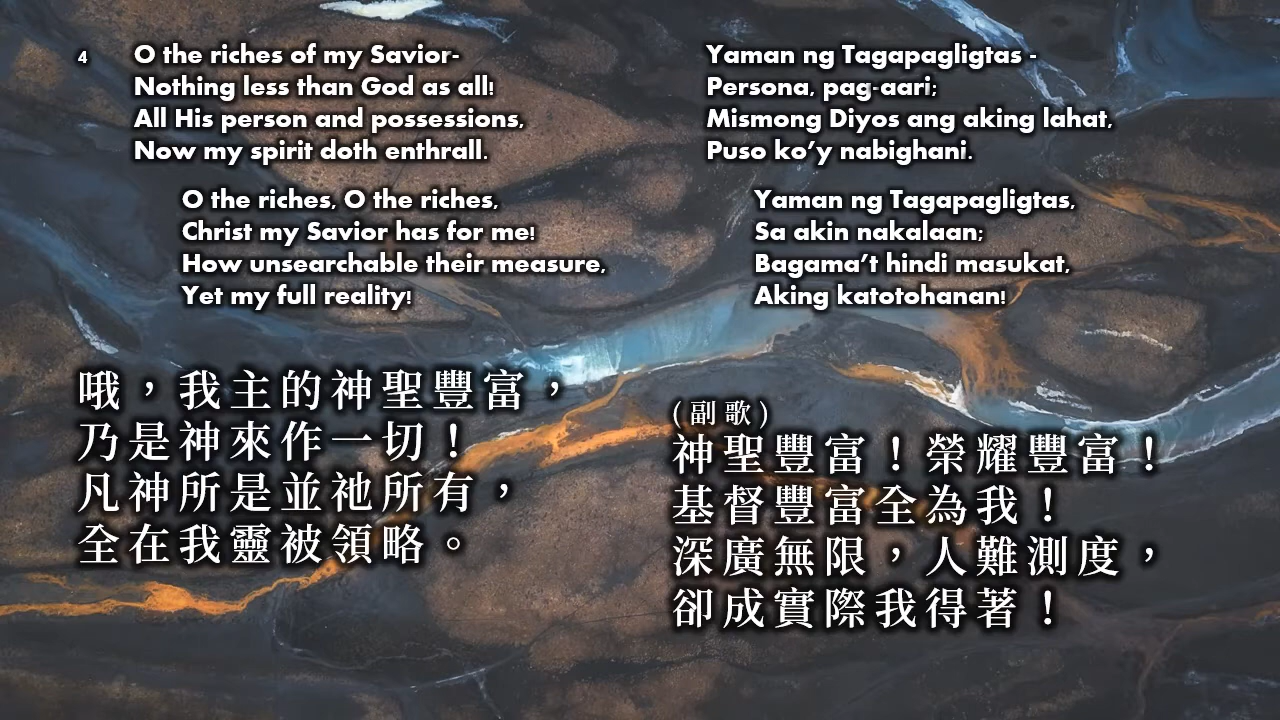 4 O the riches of my Savior-
Nothing less than God as all!
All His person and possessions,
Now my spirit doth enthrall.
O the riches, O the riches,
Christ my Savior has for me!
How unsearchable their measure,
Yet my full reality!
Yaman ng Tagapagligtas -
Persona, pag-aari;
Mismong Diyos ang aking lahat,
Puso ko’y nabighani.
Yaman ng Tagapagligtas,
Sa akin nakalaan;
Bagama’t hindi masukat,
Aking katotohanan!
哦，我主的神聖豐富，
乃是神來作一切！
凡神所是並祂所有，
全在我靈被領略。
(副歌)
神聖豐富！榮耀豐富！
基督豐富全為我！
深廣無限，人難測度，
卻成實際我得著！